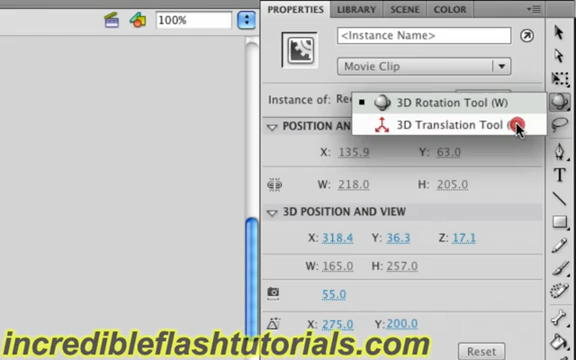 PROPERTIES LIBRARY SCENE COLOR
100%
<Instance Name>
Movie Clip
Instance of:
3D Rotation Tool (W)
3D Translation Tool
POSITION AN
X: 135.9 Y: 63.0
W: 218.0 H: 205.0
3D POSITION AND VIEW
X: 318.4 Y: 36.3 Z: 17.1
W: 165.0 H: 257.0
55.0
X: 275.0 Y: 200.0
Reset
T
incredibleflashtutorials.com